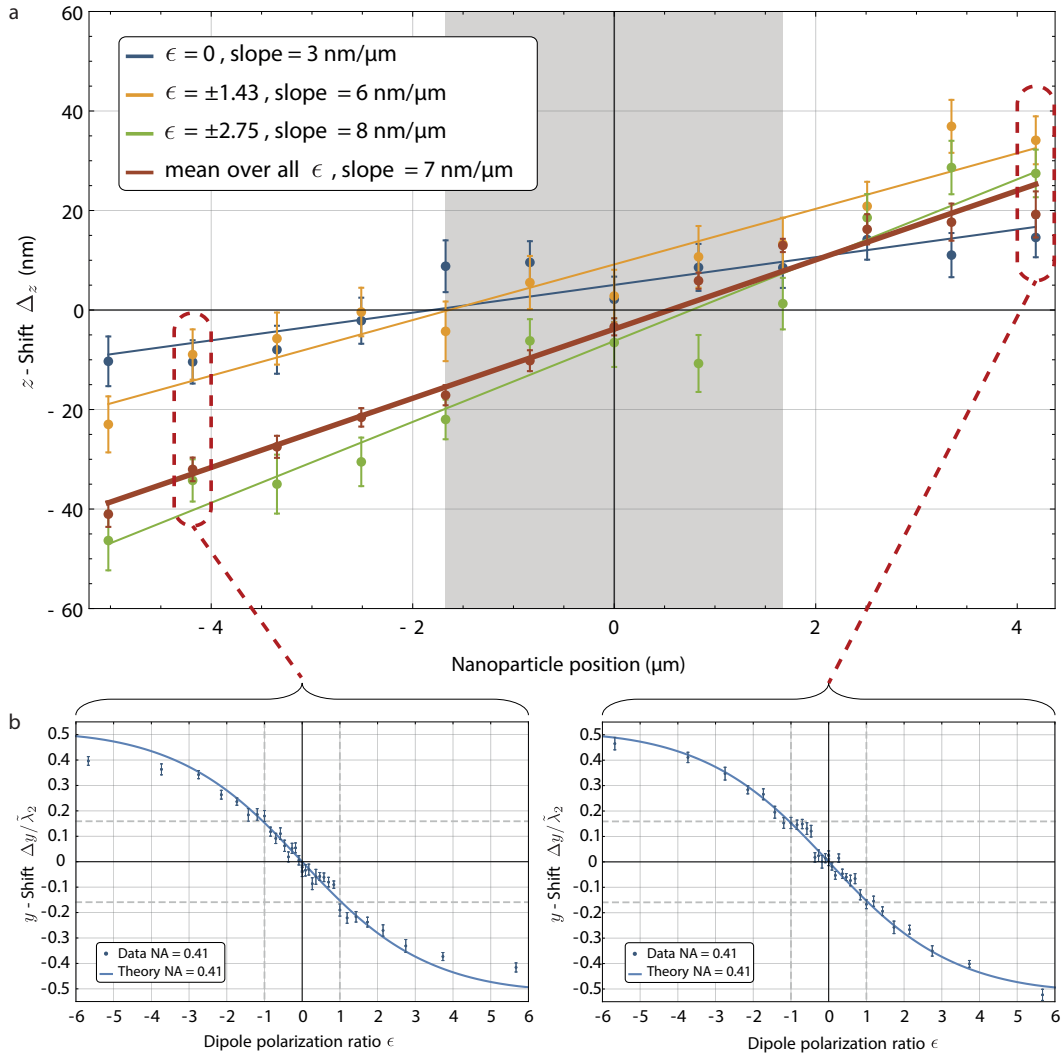 a
z - Shift Δz (nm)
60
40
20
0
- 20
- 40
- 60
ϵ = 0 , slope = 3 nm/μm
ϵ = ±1.43 , slope = 6 nm/μm
ϵ = ±2.75 , slope = 8 nm/μm
mean over all ϵ , slope = 7 nm/μm
- 4 - 2 0 2 4
Nanoparticle position (μm)
b
y - Shift Δy/λ̃₂
0.5
0.4
0.3
0.2
0.1
0
-0.1
-0.2
-0.3
-0.4
-0.5
Data NA = 0.41
Theory NA = 0.41
-6 -5 -4 -3 -2 -1 0 1 2 3 4 5 6
Dipole polarization ratio ϵ
y - Shift Δy/λ̃₂
0.5
0.4
0.3
0.2
0.1
0
-0.1
-0.2
-0.3
-0.4
-0.5
Data NA = 0.41
Theory NA = 0.41
-6 -5 -4 -3 -2 -1 0 1 2 3 4 5 6
Dipole polarization ratio ϵ